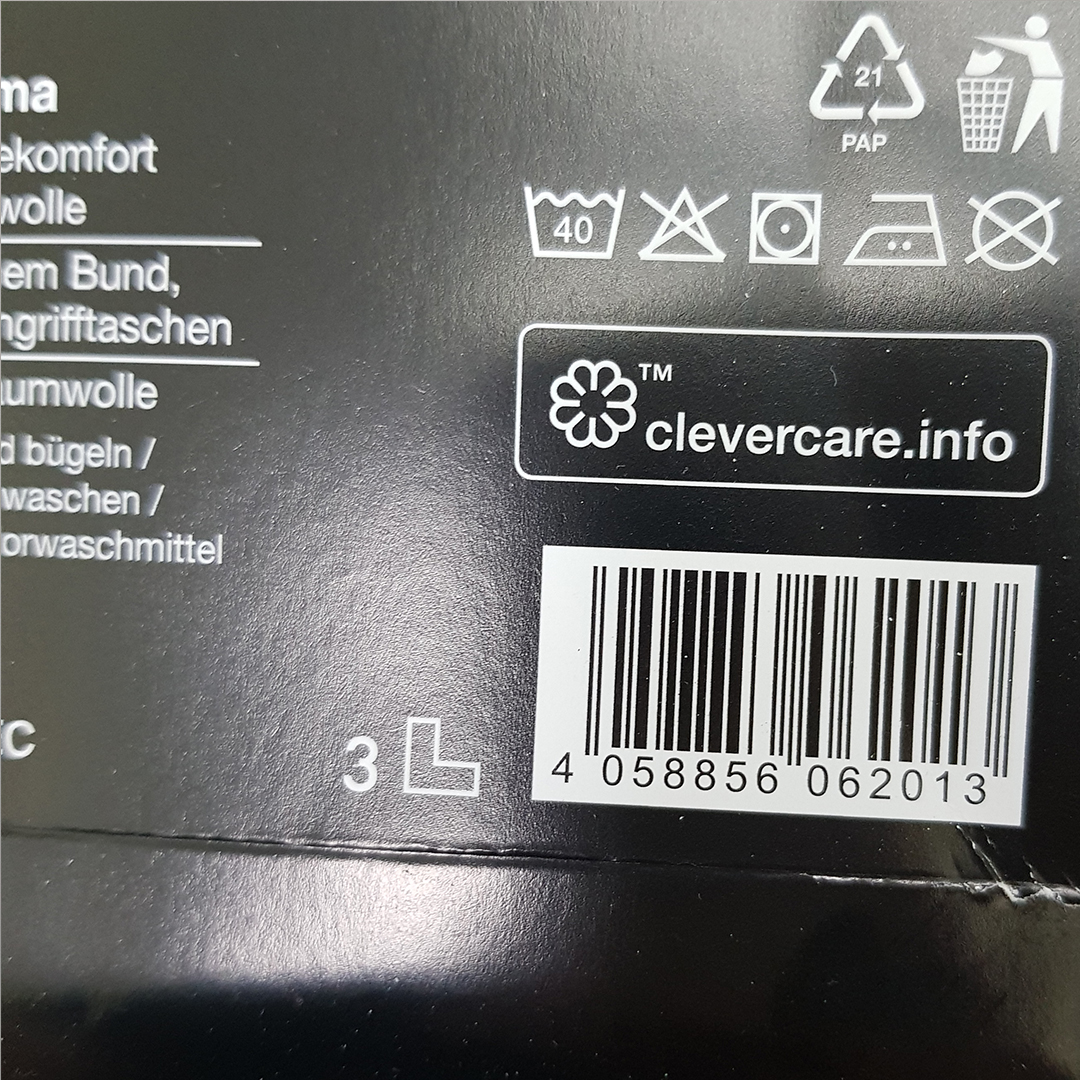 ma
ekomfort
wolle
em Bund,
ngrifftaschen
umwolle
d bügeln /
waschen /
orwaschmittel
C
3 L
21
PAP
40
TM
clevercare.info
4 058856 062013